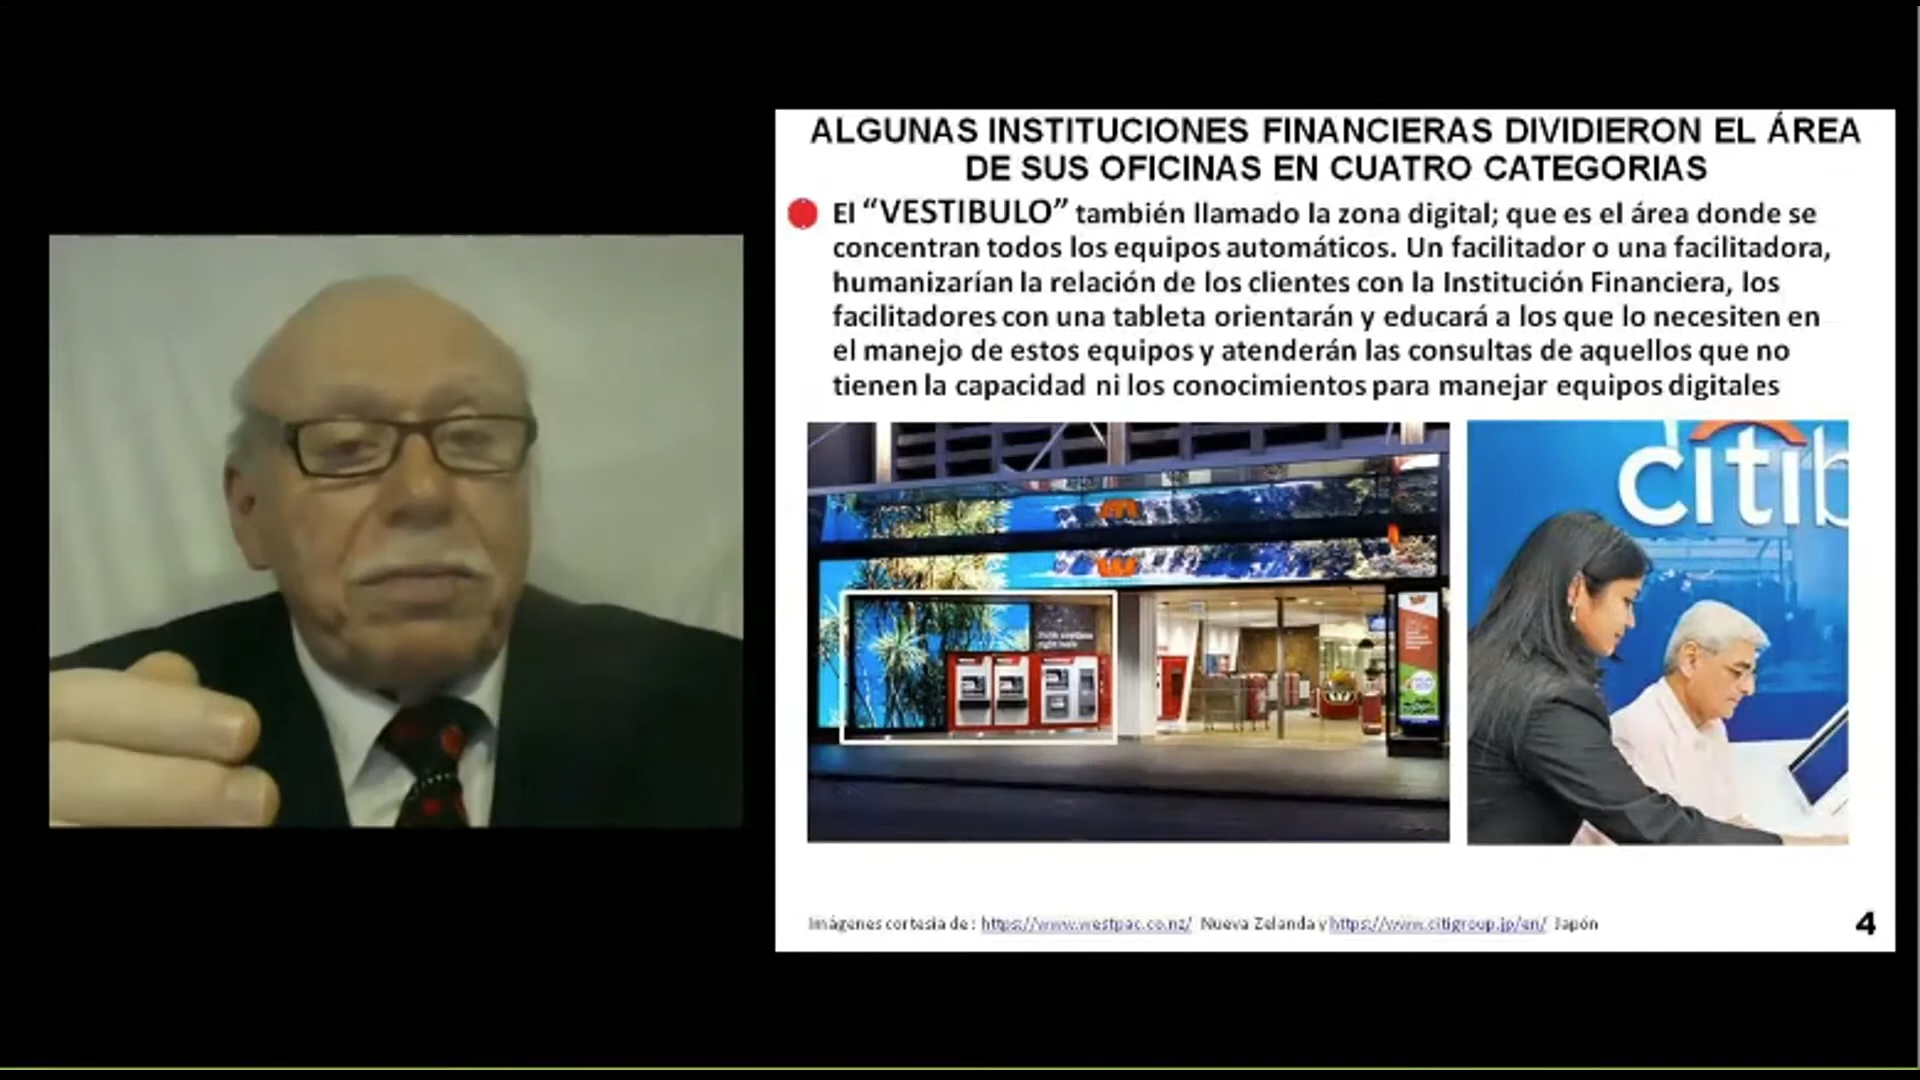 ALGUNAS INSTITUCIONES FINANCIERAS DIVIDIERON EL ÁREA
DE SUS OFICINAS EN CUATRO CATEGORIAS
El “VESTIBULO” también llamado la zona digital; que es el área donde se
concentran todos los equipos automáticos. Un facilitador o una facilitadora,
humanizarían la relación de los clientes con la Institución Financiera, los
facilitadores con una tableta orientarán y educará a los que lo necesiten en
el manejo de estos equipos y atenderán las consultas de aquellos que no
tienen la capacidad ni los conocimientos para manejar equipos digitales
citib
Imágenes cortesia de : https://www.westpac.co.nz/ Nueva Zelanda y https://www.citigroup.jp/en/ Japón
4